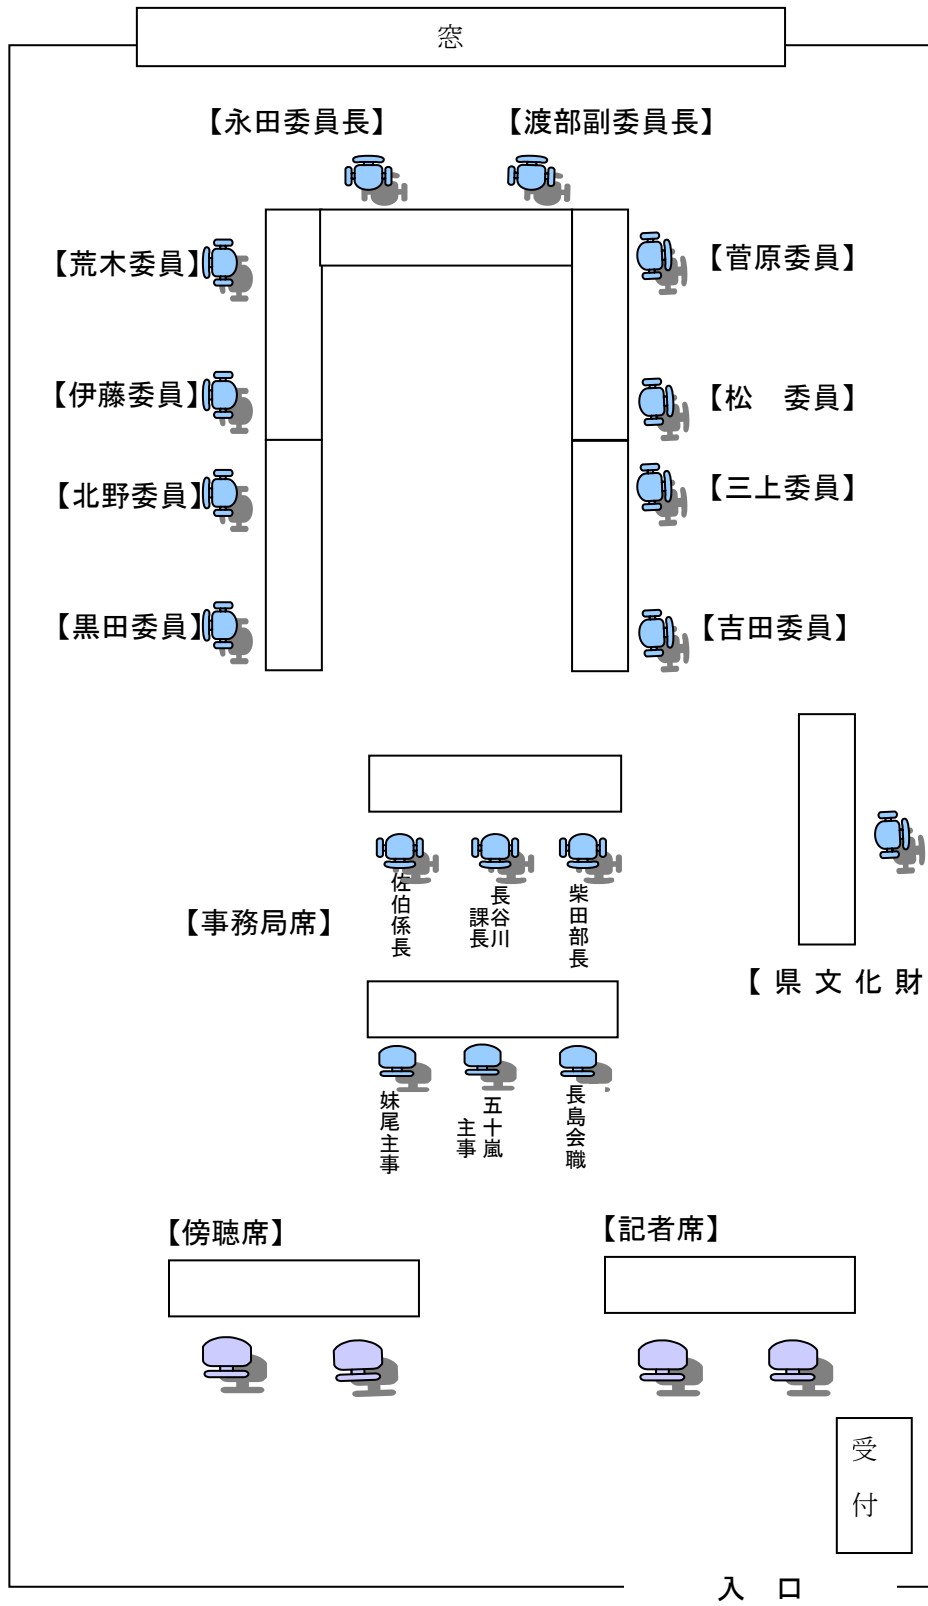 窓
【永田委員長】
【渡部副委員長】
【荒木委員】
【菅原委員】
【伊藤委員】
【松　委員】
【北野委員】
【三上委員】
【黒田委員】
【吉田委員】
【事務局席】
佐伯係長
長谷川
課長
柴田部長
【県文化財
妹尾主事
五十嵐
主事
長島会職
【傍聴席】
【記者席】
受
付
入　口